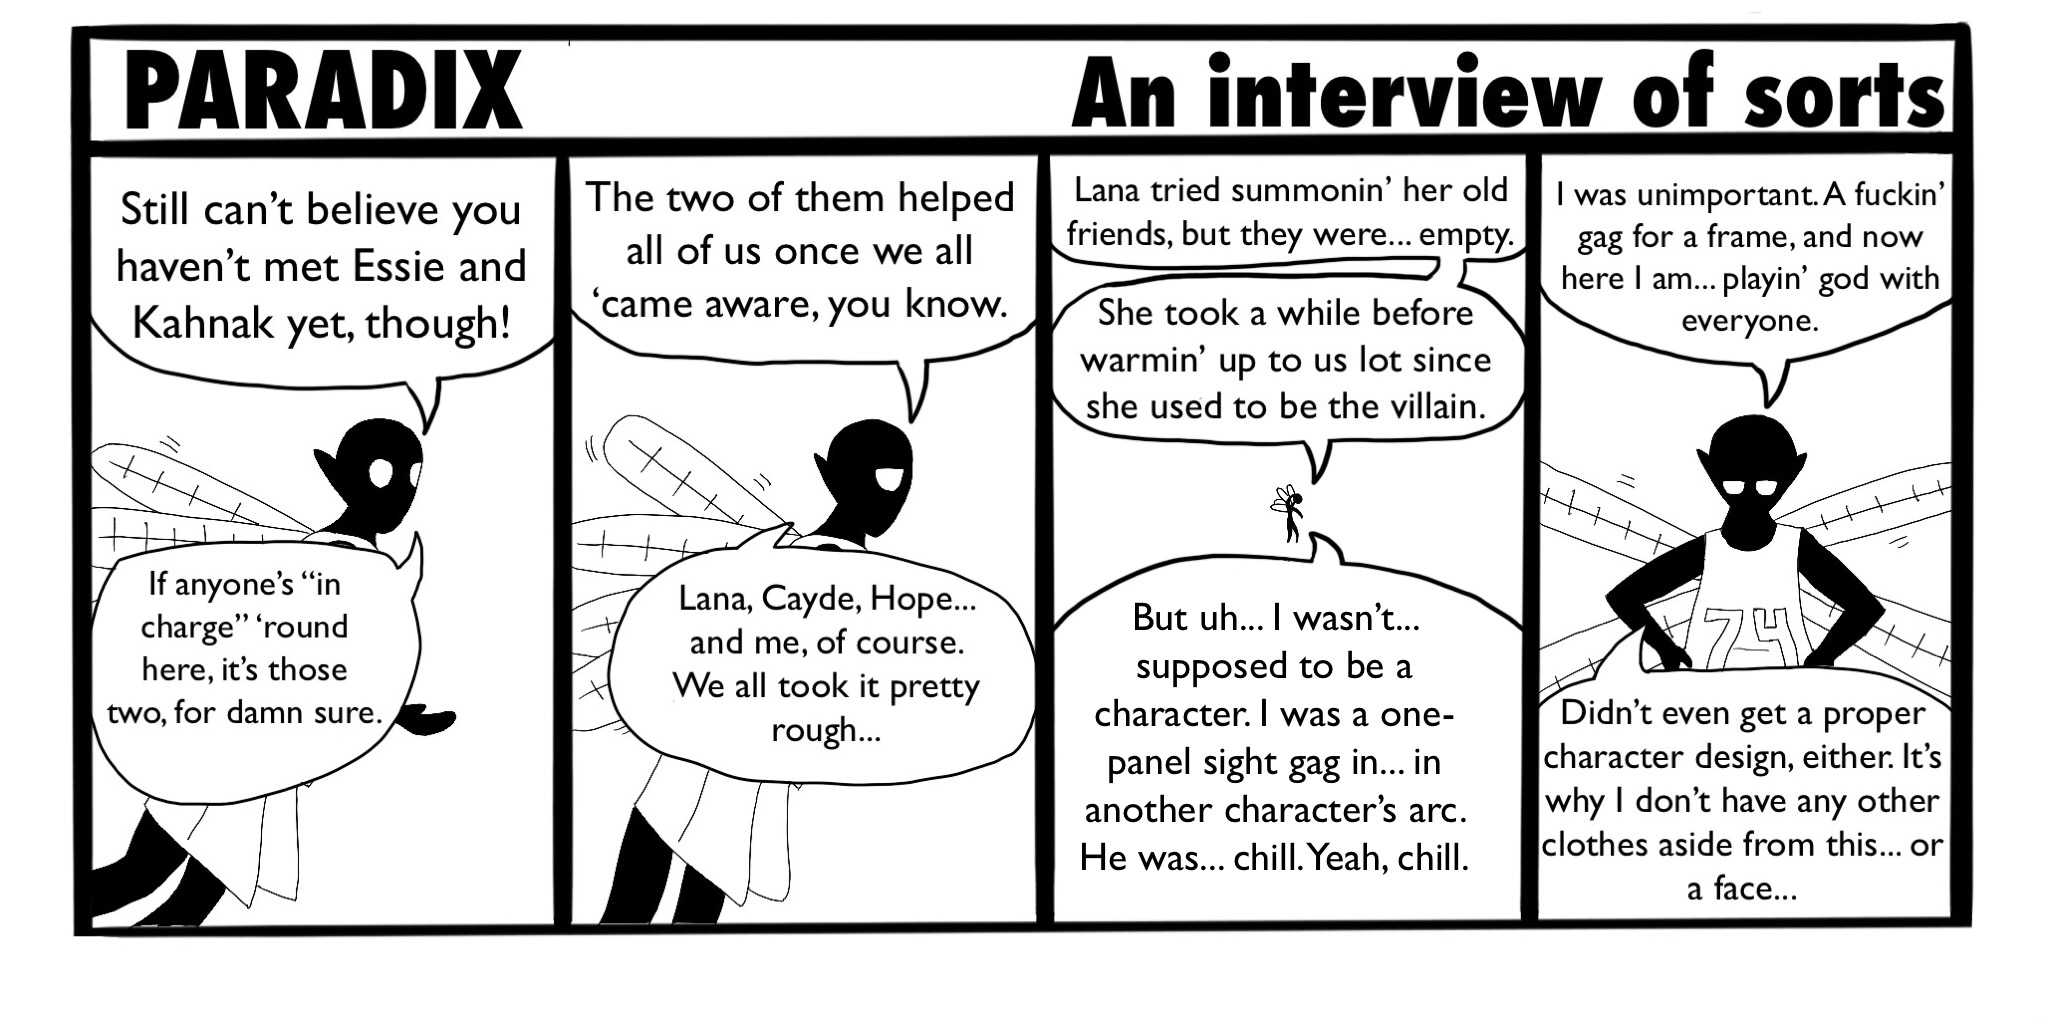 PARADIX
An interview of sorts
Still can’t believe you
haven’t met Essie and
Kahnak yet, though!
If anyone’s “in
charge” ‘round
here, it’s those
two, for damn sure.
The two of them helped
all of us once we all
‘came aware, you know.
Lana, Cayde, Hope...
and me, of course.
We all took it pretty
rough...
Lana tried summonin’ her old
friends, but they were... empty.
She took a while before
warmin’ up to us lot since
she used to be the villain.
But uh... I wasn’t...
supposed to be a
character. I was a one-
panel sight gag in... in
another character’s arc.
He was... chill. Yeah, chill.
I was unimportant. A fuckin’
gag for a frame, and now
here I am... playin’ god with
everyone.
74
Didn’t even get a proper
character design, either. It’s
why I don’t have any other
clothes aside from this... or
a face...